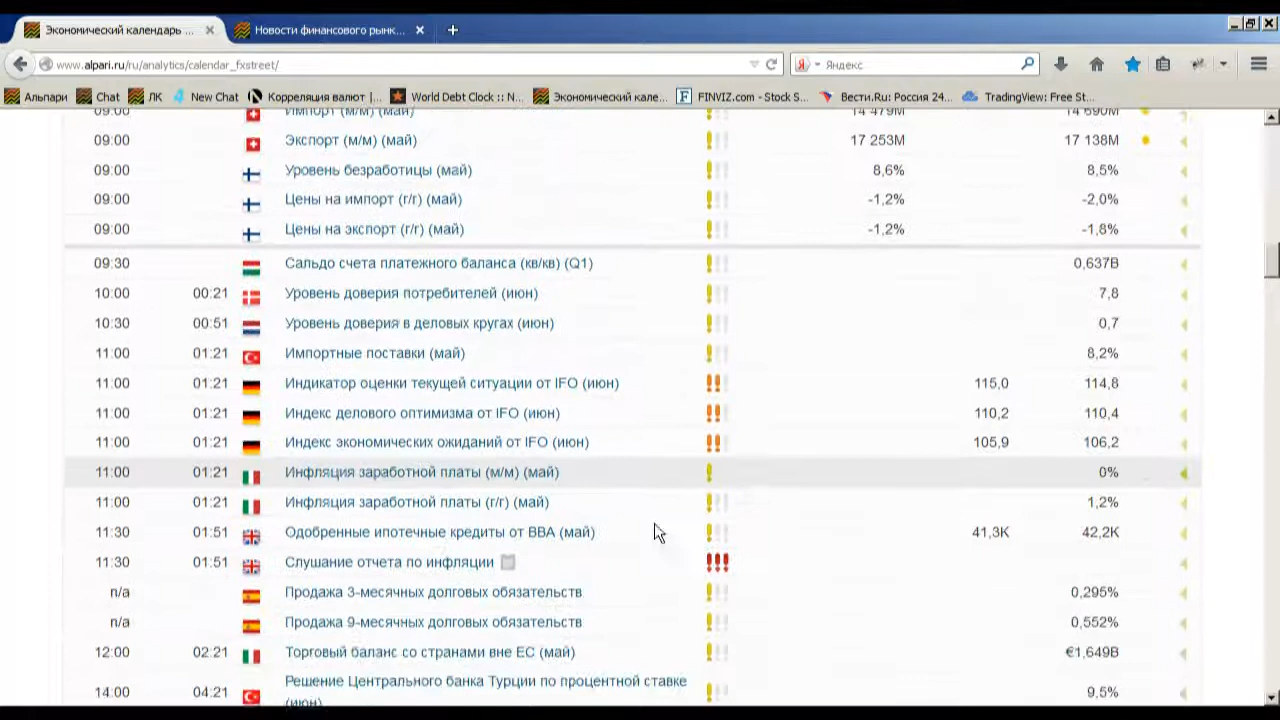 Экономический календарь ...
Новости финансового рынк...
www.alpari.ru/ru/analytics/calendar_fxstreet/
Яндекс
Альпари Chat ЛК New Chat Корреляция валют |... World Debt Clock :: N... Экономический кале... FINVIZ.com - Stock S... Вести.Ru: Россия 24... TradingView: Free St...
09:00 Импорт (м/м) (май) 14 479M 14 690M
09:00 Экспорт (м/м) (май) 17 253M 17 138M
09:00 Уровень безработицы (май) 8,6% 8,5%
09:00 Цены на импорт (г/г) (май) -1,2% -2,0%
09:00 Цены на экспорт (г/г) (май) -1,2% -1,8%
09:30 Сальдо счета платежного баланса (кв/кв) (Q1) 0,637B
10:00 00:21 Уровень доверия потребителей (июн) 7,8
10:30 00:51 Уровень доверия в деловых кругах (июн) 0,7
11:00 01:21 Импортные поставки (май) 8,2%
11:00 01:21 Индикатор оценки текущей ситуации от IFO (июн) 115,0 114,8
11:00 01:21 Индекс делового оптимизма от IFO (июн) 110,2 110,4
11:00 01:21 Индекс экономических ожиданий от IFO (июн) 105,9 106,2
11:00 01:21 Инфляция заработной платы (м/м) (май) 0%
11:00 01:21 Инфляция заработной платы (г/г) (май) 1,2%
11:30 01:51 Одобренные ипотечные кредиты от BBA (май) 41,3K 42,2K
11:30 01:51 Слушание отчета по инфляции
n/a Продажа 3-месячных долговых обязательств 0,295%
n/a Продажа 9-месячных долговых обязательств 0,552%
12:00 02:21 Торговый баланс со странами вне ЕС (май) €1,649B
14:00 04:21 Решение Центрального банка Турции по процентной ставке 9,5%
(июн)